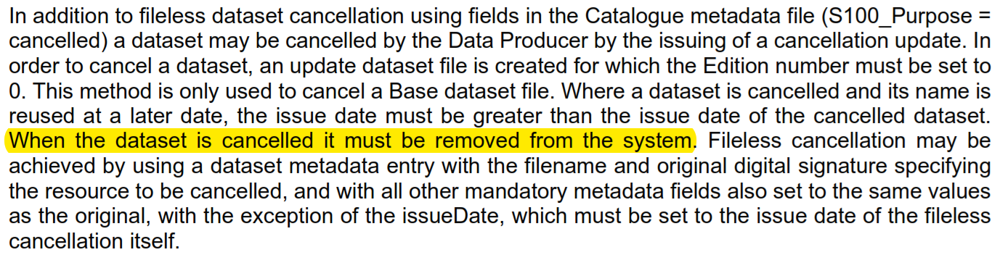 In addition to fileless dataset cancellation using fields in the Catalogue metadata file (S100_Purpose =
cancelled) a dataset may be cancelled by the Data Producer by the issuing of a cancellation update. In
order to cancel a dataset, an update dataset file is created for which the Edition number must be set to
0. This method is only used to cancel a Base dataset file. Where a dataset is cancelled and its name is
reused at a later date, the issue date must be greater than the issue date of the cancelled dataset.
When the dataset is cancelled it must be removed from the system. Fileless cancellation may be
achieved by using a dataset metadata entry with the filename and original digital signature specifying
the resource to be cancelled, and with all other mandatory metadata fields also set to the same values
as the original, with the exception of the issueDate, which must be set to the issue date of the fileless
cancellation itself.